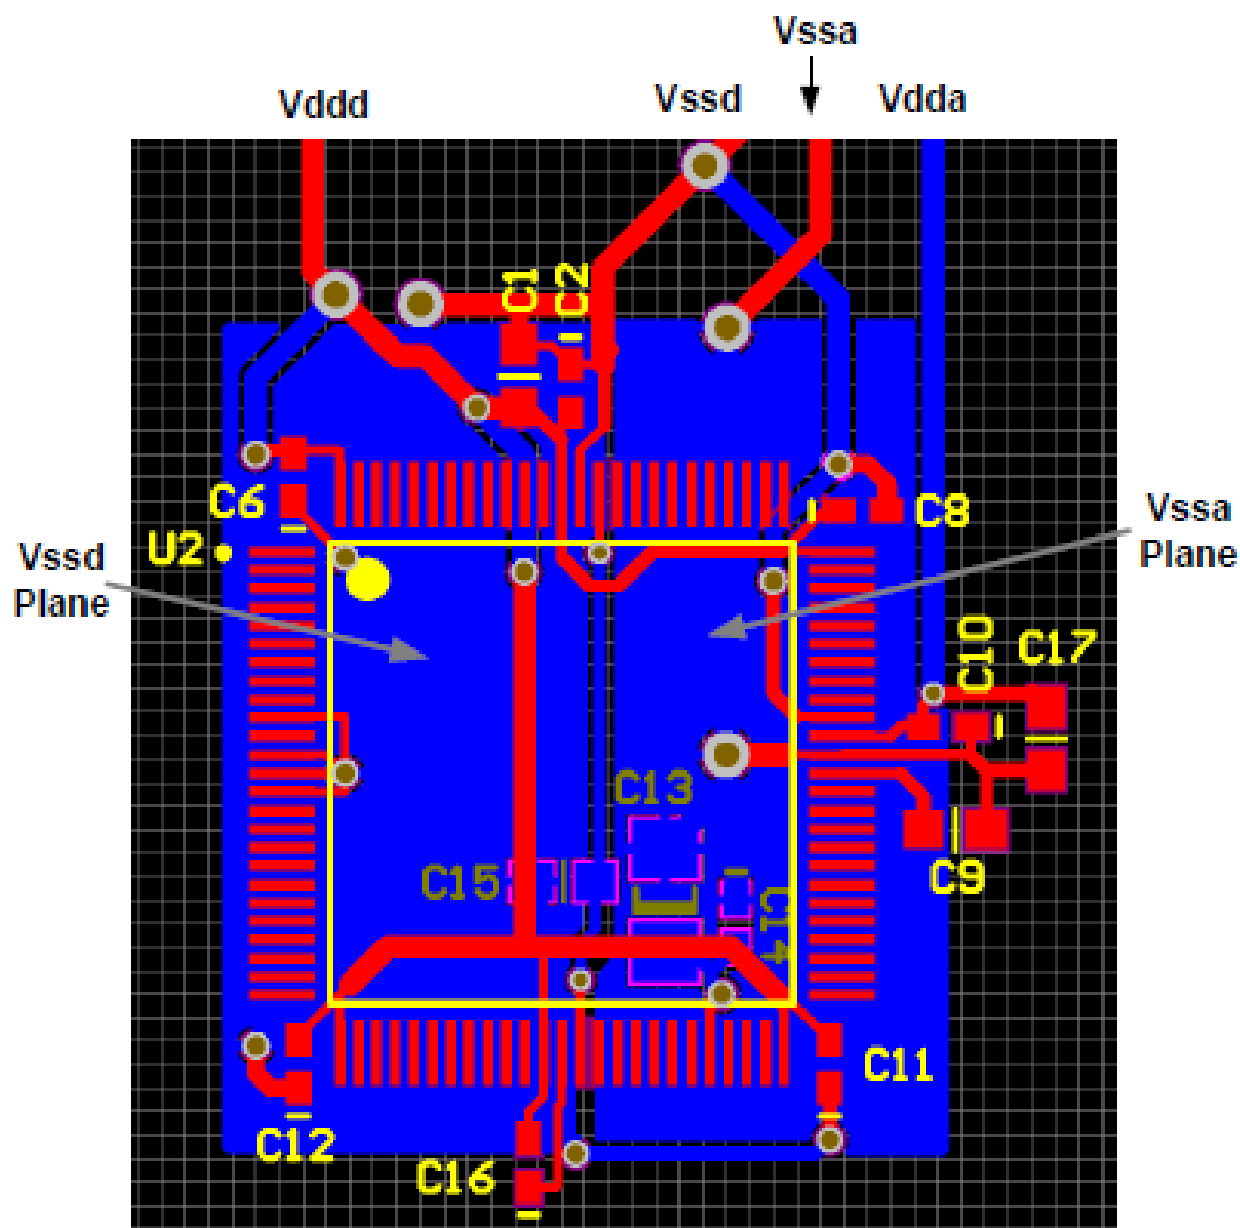 Vssa
Vddd
Vssd
Vdda
C1
C2
C6
C8
U2
Vssd
Plane
Vssa
Plane
C10
C17
C13
C15
C14
C9
C11
C12
C16